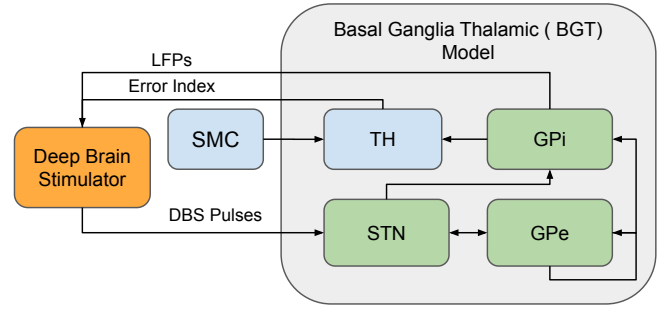 Basal Ganglia Thalamic ( BGT)
Model
LFPs
Error Index
SMC
TH
GPi
Deep Brain
Stimulator
DBS Pulses
STN
GPe